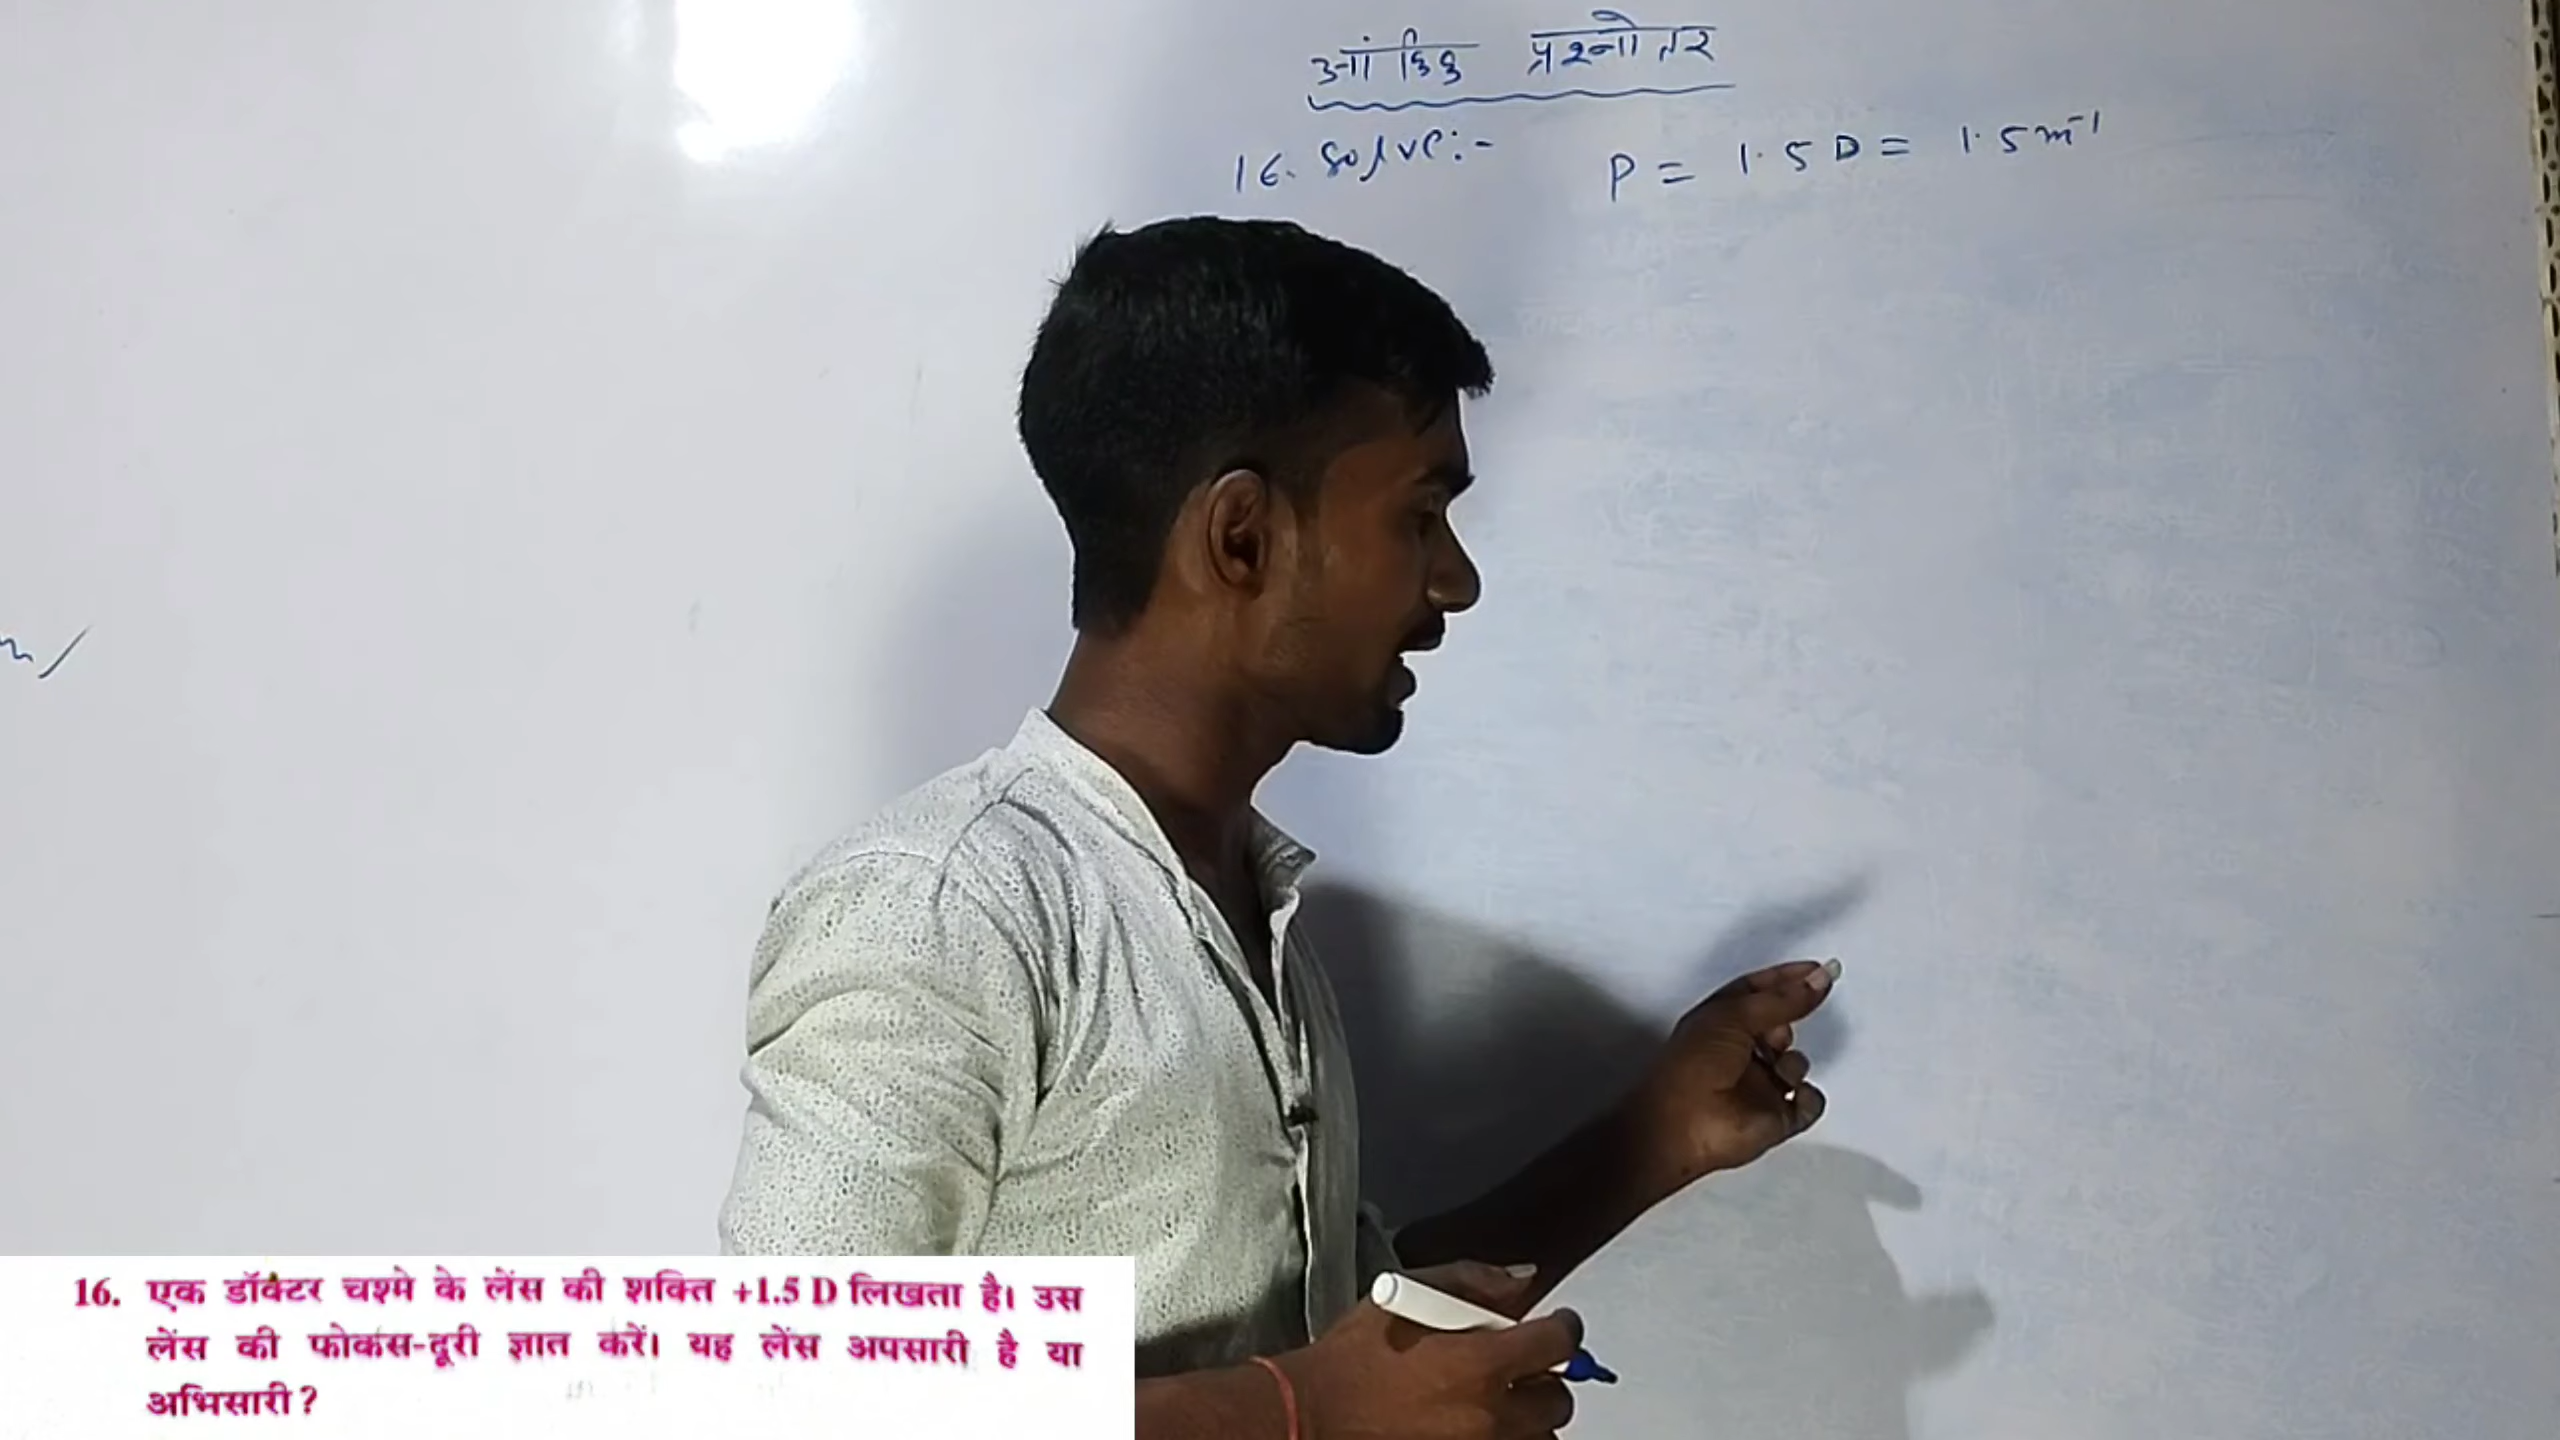 आंकिक प्रश्नोतर
16. Solve:- P = 1.5 D = 1.5 m⁻¹
16. एक डॉक्टर चश्मे के लेंस की शक्ति +1.5 D लिखता है। उस
लेंस की फोकस-दूरी ज्ञात करें। यह लेंस अपसारी है या
अभिसारी ?